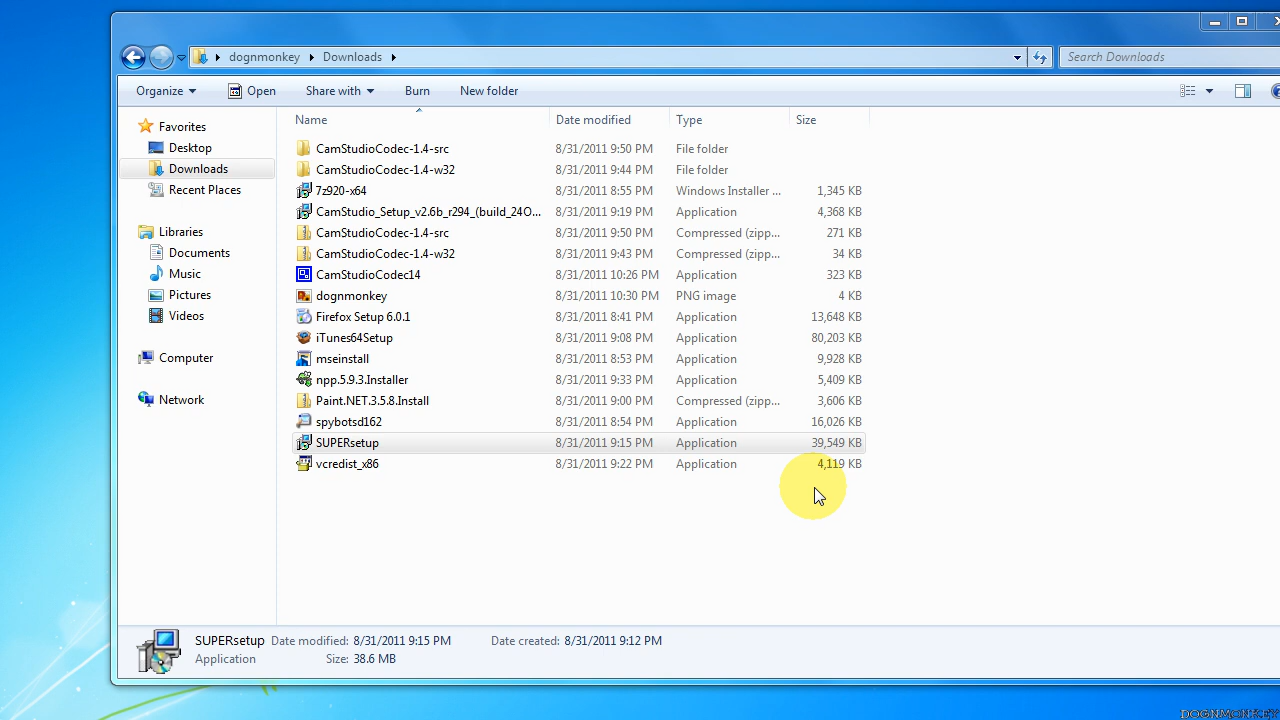 dognmonkey Downloads Search Downloads
Organize Open Share with Burn New folder
Name Date modified Type Size
Favorites
Desktop
Downloads
Recent Places
Libraries
Documents
Music
Pictures
Videos
Computer
Network
CamStudioCodec-1.4-src 8/31/2011 9:50 PM File folder
CamStudioCodec-1.4-w32 8/31/2011 9:44 PM File folder
7z920-x64 8/31/2011 8:55 PM Windows Installer ... 1,345 KB
CamStudio_Setup_v2.6b_r294_(build_24O... 8/31/2011 9:19 PM Application 4,368 KB
CamStudioCodec-1.4-src 8/31/2011 9:50 PM Compressed (zipp... 271 KB
CamStudioCodec-1.4-w32 8/31/2011 9:43 PM Compressed (zipp... 34 KB
CamStudioCodec14 8/31/2011 10:26 PM Application 323 KB
dognmonkey 8/31/2011 10:30 PM PNG image 4 KB
Firefox Setup 6.0.1 8/31/2011 8:41 PM Application 13,648 KB
iTunes64Setup 8/31/2011 9:08 PM Application 80,203 KB
mseinstall 8/31/2011 8:53 PM Application 9,928 KB
npp.5.9.3.Installer 8/31/2011 9:33 PM Application 5,409 KB
Paint.NET.3.5.8.Install 8/31/2011 9:00 PM Compressed (zipp... 3,606 KB
spybotsd162 8/31/2011 8:54 PM Application 16,026 KB
SUPERsetup 8/31/2011 9:15 PM Application 39,549 KB
vcredist_x86 8/31/2011 9:22 PM Application 4,119 KB
SUPERsetup Date modified: 8/31/2011 9:15 PM Date created: 8/31/2011 9:12 PM
Application Size: 38.6 MB
DOGNMONKEY